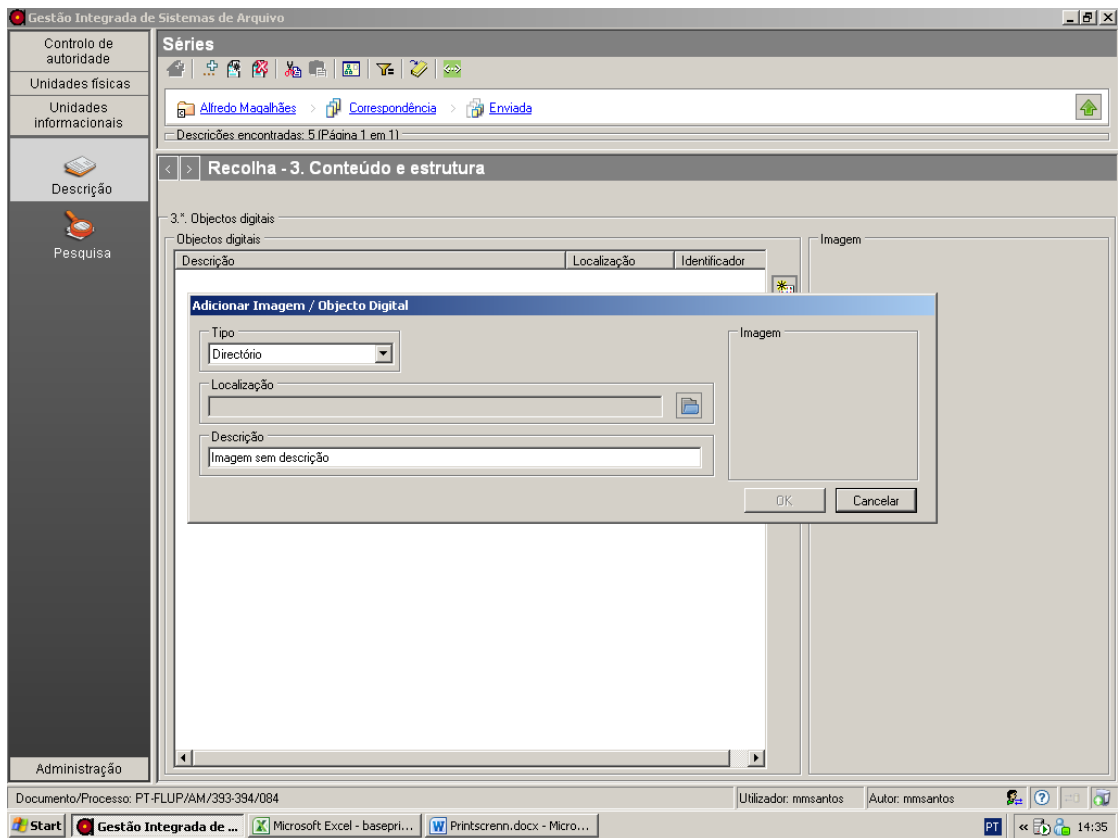 Gestão Integrada de Sistemas de Arquivo
Controlo de
autoridade
Unidades físicas
Unidades
informacionais
Descrição
Pesquisa
Administração
Séries
Alfredo Magalhães > Correspondência > Enviada
Descrições encontradas: 5 (Página 1 em 1)
< > Recolha - 3. Conteúdo e estrutura
3.*. Objectos digitais
Objectos digitais
Imagem
Descrição Localização Identificador
Adicionar Imagem / Objecto Digital
Tipo
Directório
Imagem
Localização
Descrição
Imagem sem descrição
OK Cancelar
Documento/Processo: PT-FLUP/AM/393-394/084 Utilizador: mmsantos Autor: mmsantos
Start Gestão Integrada de ... Microsoft Excel - basepri... Printscrenn.docx - Micro... PT « 14:35